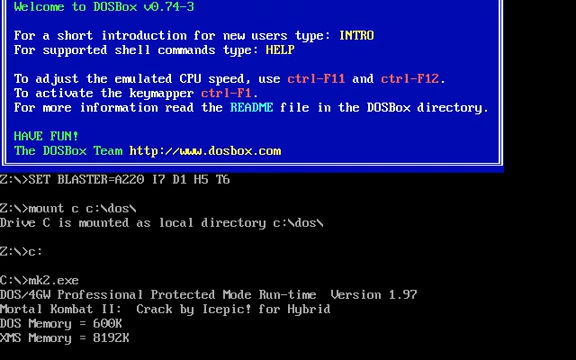 Welcome to DOSBox v0.74-3
For a short introduction for new users type: INTRO
For supported shell commands type: HELP
To adjust the emulated CPU speed, use ctrl-F11 and ctrl-F12.
To activate the keymapper ctrl-F1.
For more information read the README file in the DOSBox directory.
HAVE FUN!
The DOSBox Team http://www.dosbox.com
Z:\>SET BLASTER=A220 I7 D1 H5 T6
Z:\>mount c c:\dos\
Drive C is mounted as local directory c:\dos\
Z:\>c:
C:\>mk2.exe
DOS/4GW Professional Protected Mode Run-time  Version 1.97
Mortal Kombat II:  Crack by Icepic! for Hybrid
DOS Memory = 600K
XMS Memory = 8192K